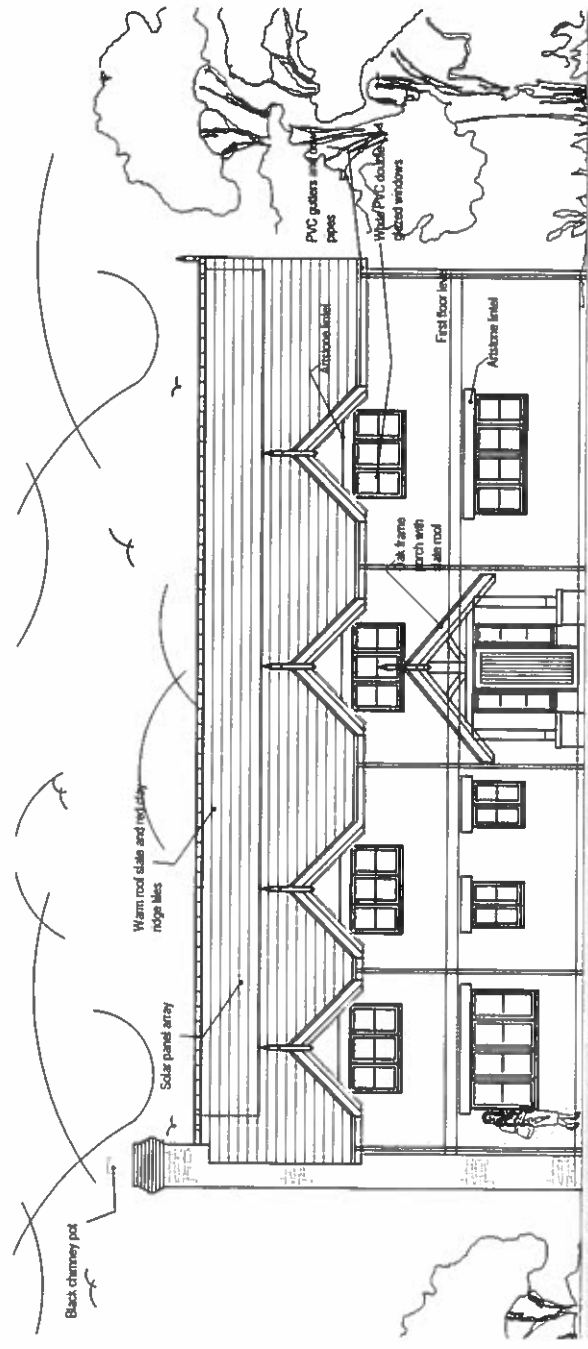 Black chimney pot
Solar panel array
Warm roof slate and red clay
ridge tiles
PVC gutters and
pipes
White PVC double
glazed windows
Artstone lintel
First floor level
Artstone lintel
Oak frame
porch with
slate roof